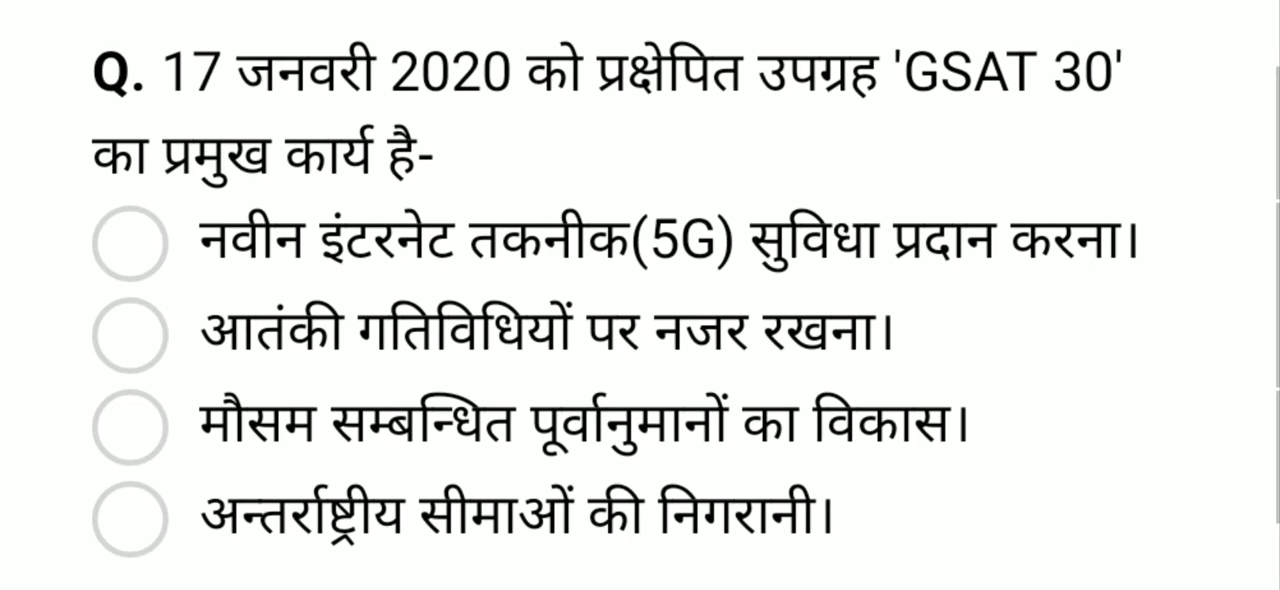 Q. 17 जनवरी 2020 को प्रक्षेपित उपग्रह 'GSAT 30'
का प्रमुख कार्य है-
नवीन इंटरनेट तकनीक(5G) सुविधा प्रदान करना।
आतंकी गतिविधियों पर नजर रखना।
मौसम सम्बन्धित पूर्वानुमानों का विकास।
अन्तर्राष्ट्रीय सीमाओं की निगरानी।